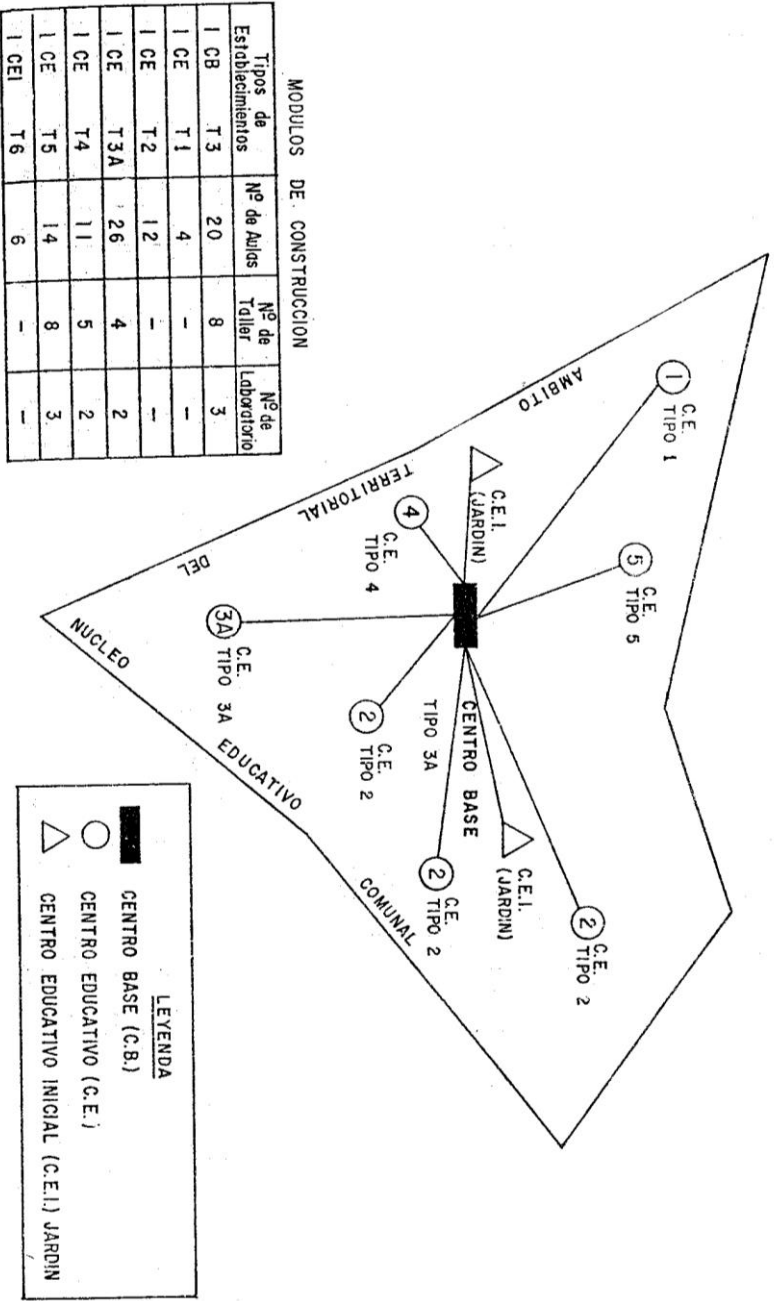 MODULOS DE CONSTRUCCION
Tipos de Establecimientos | Nº de Aulas | Nº de Taller | Nº de Laboratorio
1 CB T3 | 20 | 8 | 3
1 CE T1 | 4 | - | -
1 CE T2 | 12 | - | -
1 CE T3A | 26 | 4 | 2
1 CE T4 | 11 | 5 | 2
1 CE T5 | 14 | 8 | 3
1 CEI T6 | 6 | - | -
AMBITO TERRITORIAL DEL
NUCLEO EDUCATIVO COMUNAL
1
C.E.
TIPO 1
5
C.E.
TIPO 5
C.E.I.
(JARDIN)
4
C.E.
TIPO 4
3A
C.E.
TIPO 3A
2
C.E.
TIPO 2
CENTRO BASE
TIPO 3A
2
C.E.
TIPO 2
C.E.I.
(JARDIN)
2
C.E.
TIPO 2
LEYENDA
CENTRO BASE (C.B.)
CENTRO EDUCATIVO (C.E.)
CENTRO EDUCATIVO INICIAL (C.E.I.) JARDIN